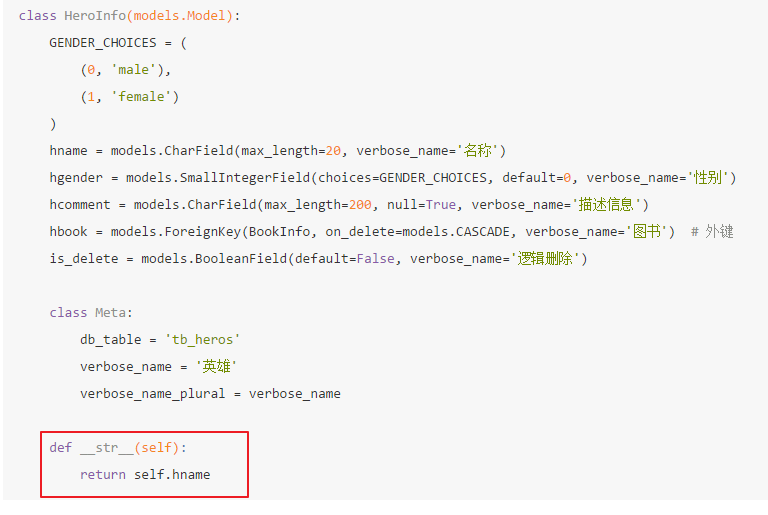 class HeroInfo(models.Model):
    GENDER_CHOICES = (
        (0, 'male'),
        (1, 'female')
    )
    hname = models.CharField(max_length=20, verbose_name='名称')
    hgender = models.SmallIntegerField(choices=GENDER_CHOICES, default=0, verbose_name='性别')
    hcomment = models.CharField(max_length=200, null=True, verbose_name='描述信息')
    hbook = models.ForeignKey(BookInfo, on_delete=models.CASCADE, verbose_name='图书')  # 外键
    is_delete = models.BooleanField(default=False, verbose_name='逻辑删除')

    class Meta:
        db_table = 'tb_heros'
        verbose_name = '英雄'
        verbose_name_plural = verbose_name

    def __str__(self):
        return self.hname